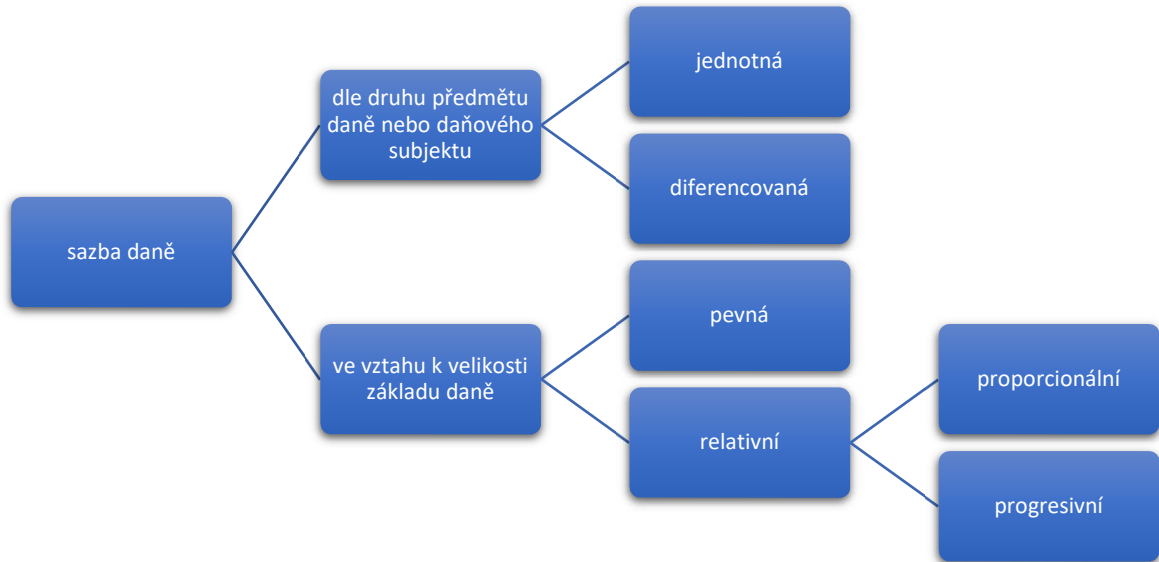 sazba daně
dle druhu předmětu
daně nebo daňového
subjektu
jednotná
diferencovaná
ve vztahu k velikosti
základu daně
pevná
relativní
proporcionální
progresivní